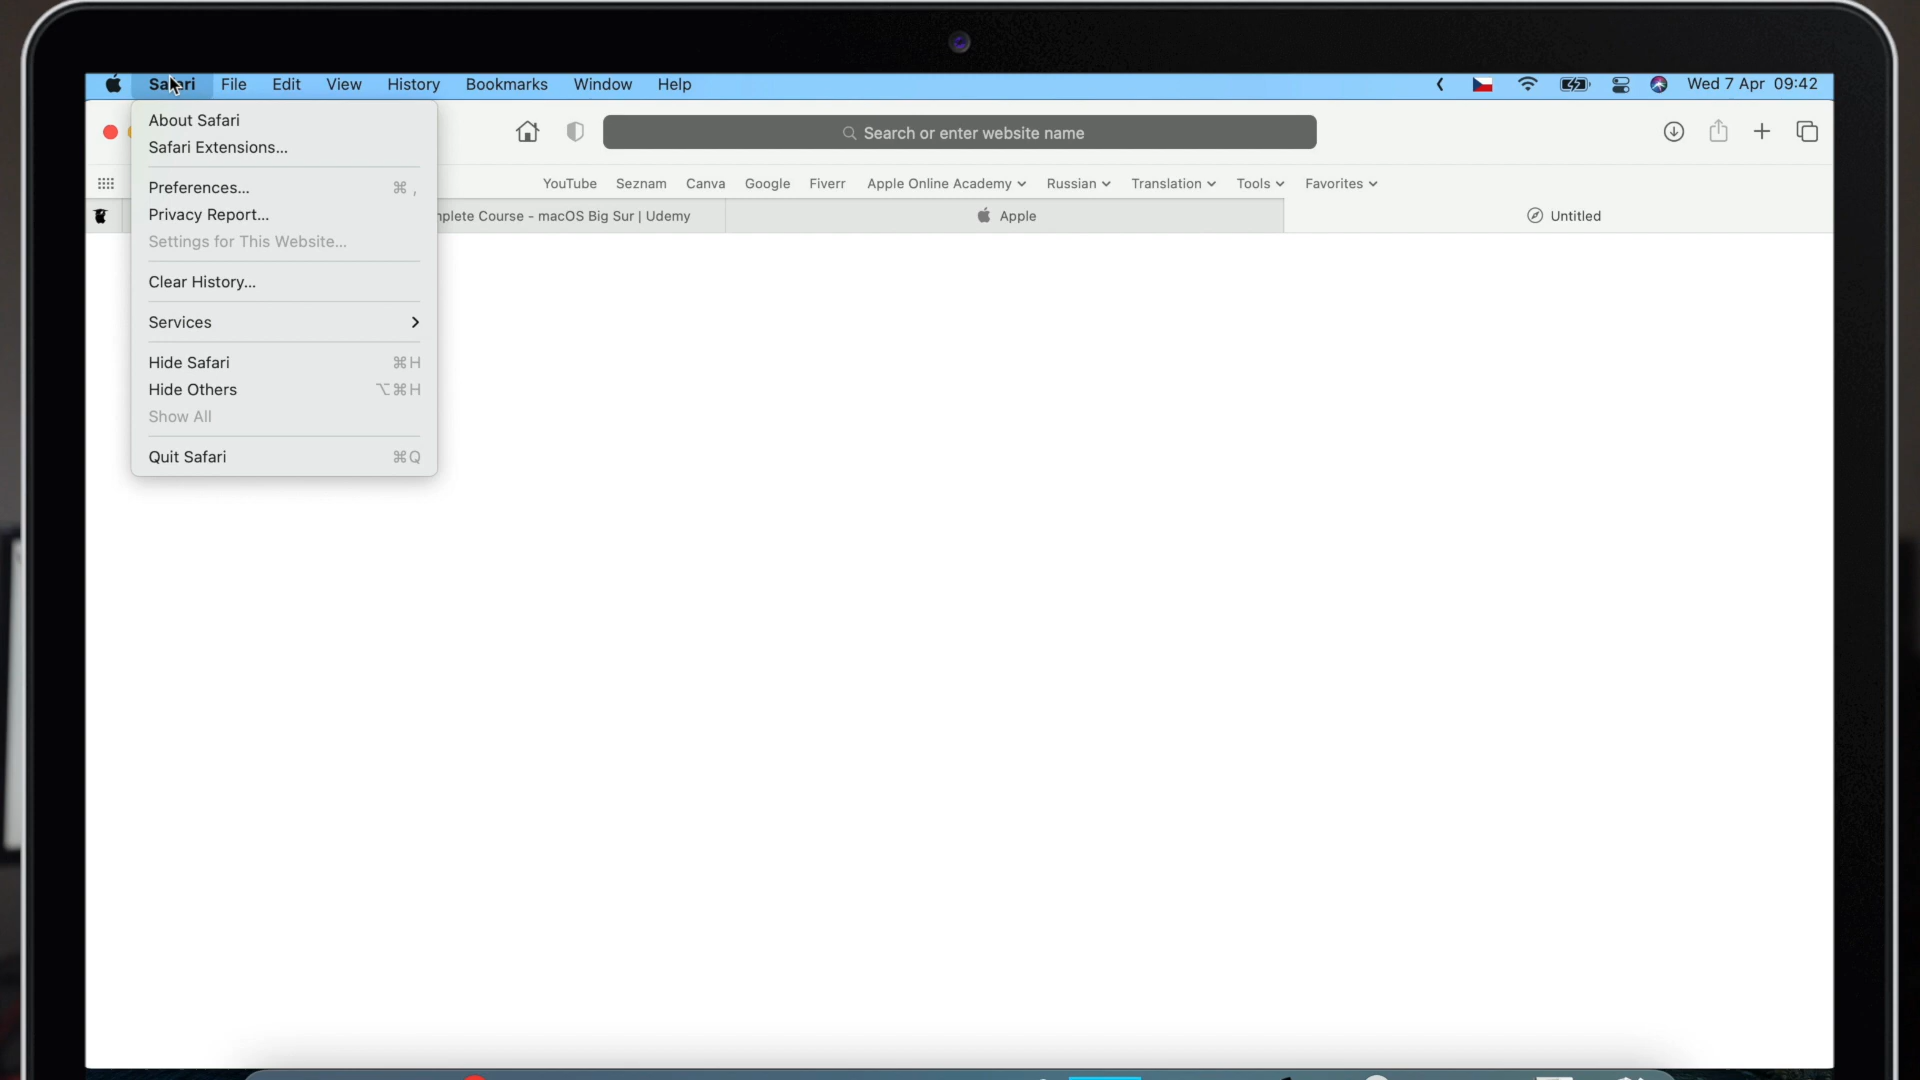 Safari File Edit View History Bookmarks Window Help Wed 7 Apr 09:42
About Safari
Safari Extensions...
Preferences... ⌘ ,
Privacy Report...
Settings for This Website...
Clear History...
Services
Hide Safari ⌘H
Hide Others ⌥⌘H
Show All
Quit Safari ⌘Q
Search or enter website name
YouTube Seznam Canva Google Fiverr Apple Online Academy Russian Translation Tools Favorites
Course - macOS Big Sur | Udemy
Apple
Untitled